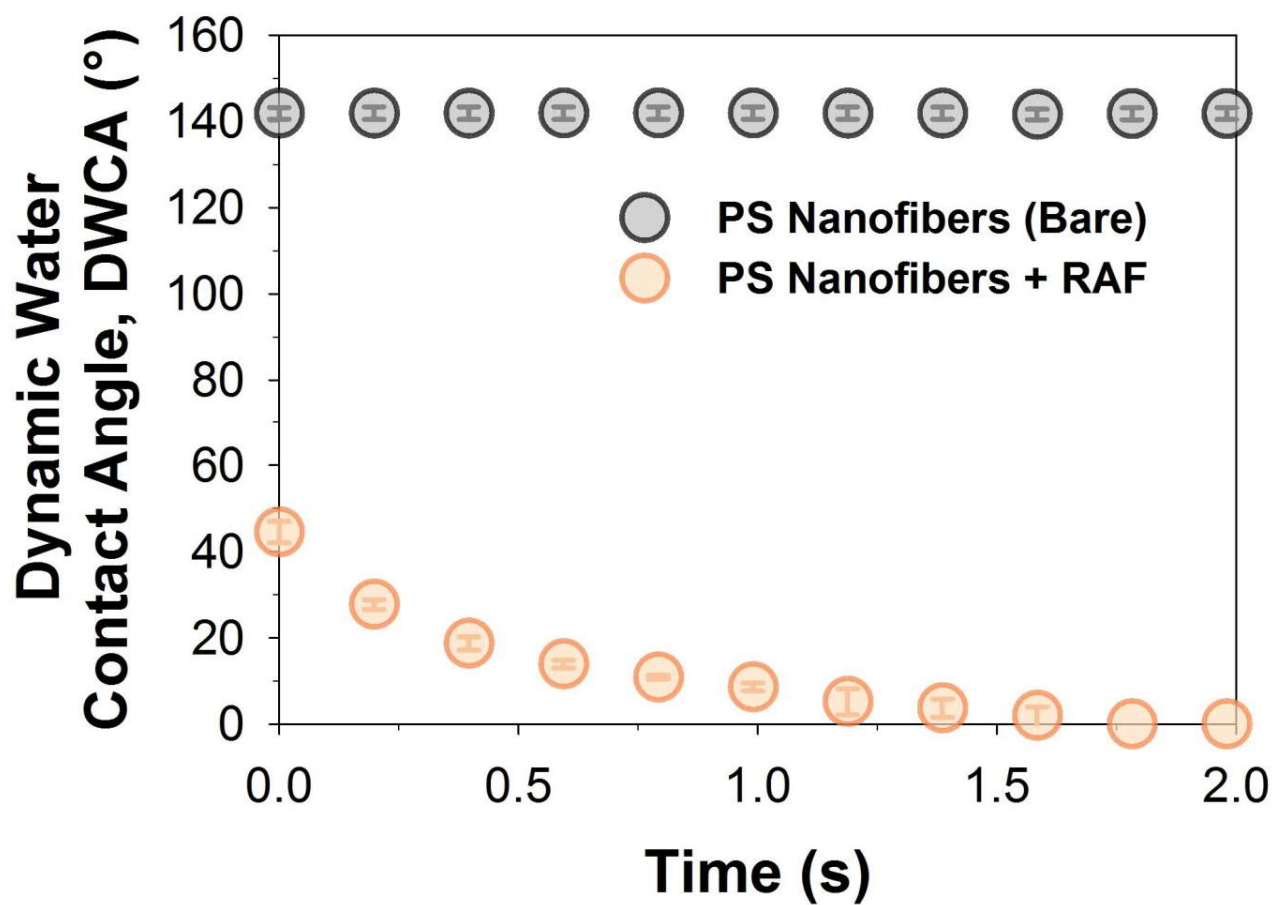 Dynamic Water
Contact Angle, DWCA (°)
160
140
120
100
80
60
40
20
0
PS Nanofibers (Bare)
PS Nanofibers + RAF
0.0 0.5 1.0 1.5 2.0
Time (s)